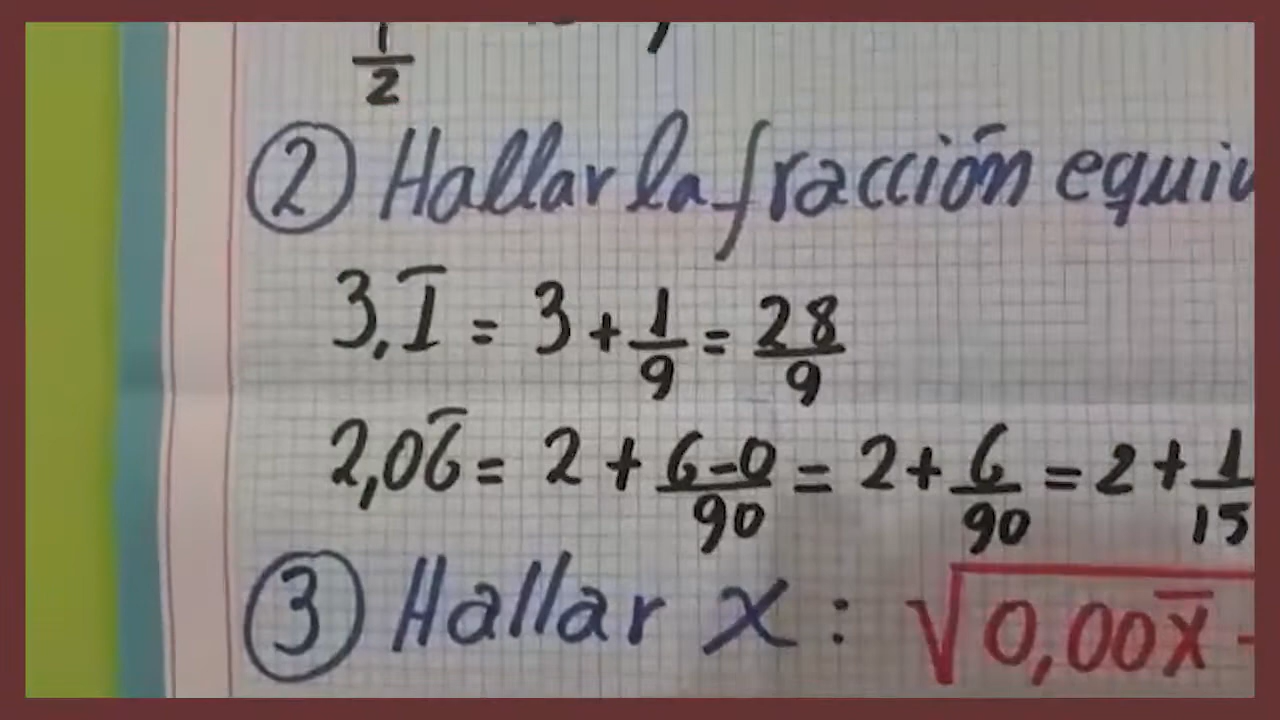 1/2
② Hallar la fracción
3,1̅ = 3 + 1/9 = 28/9
2,06̅ = 2 + 6-0/90 = 2 + 6/90 = 2 + 1/15
③ Hallar x : √0,00x̅ -